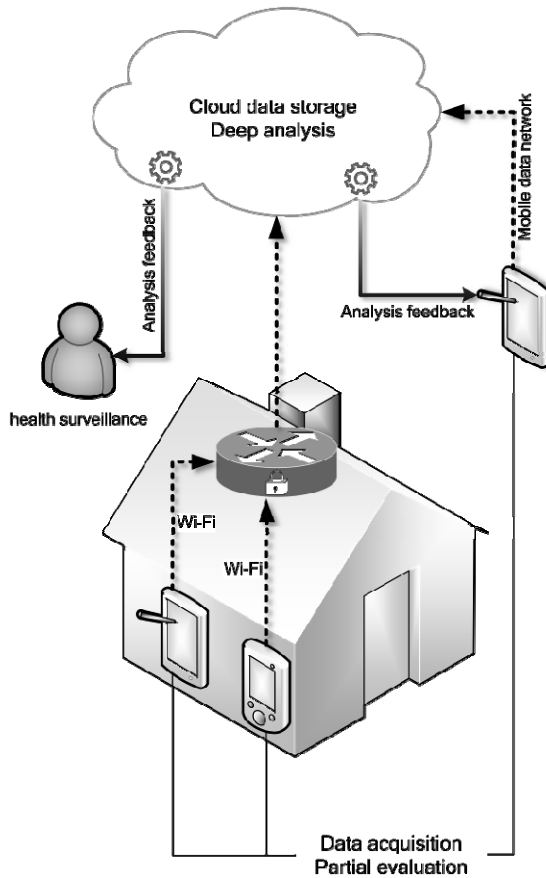 Cloud data storage
Deep analysis
Mobile data network
Analysis feedback
Analysis feedback
health surveillance
Wi-Fi
Wi-Fi
Data acquisition
Partial evaluation